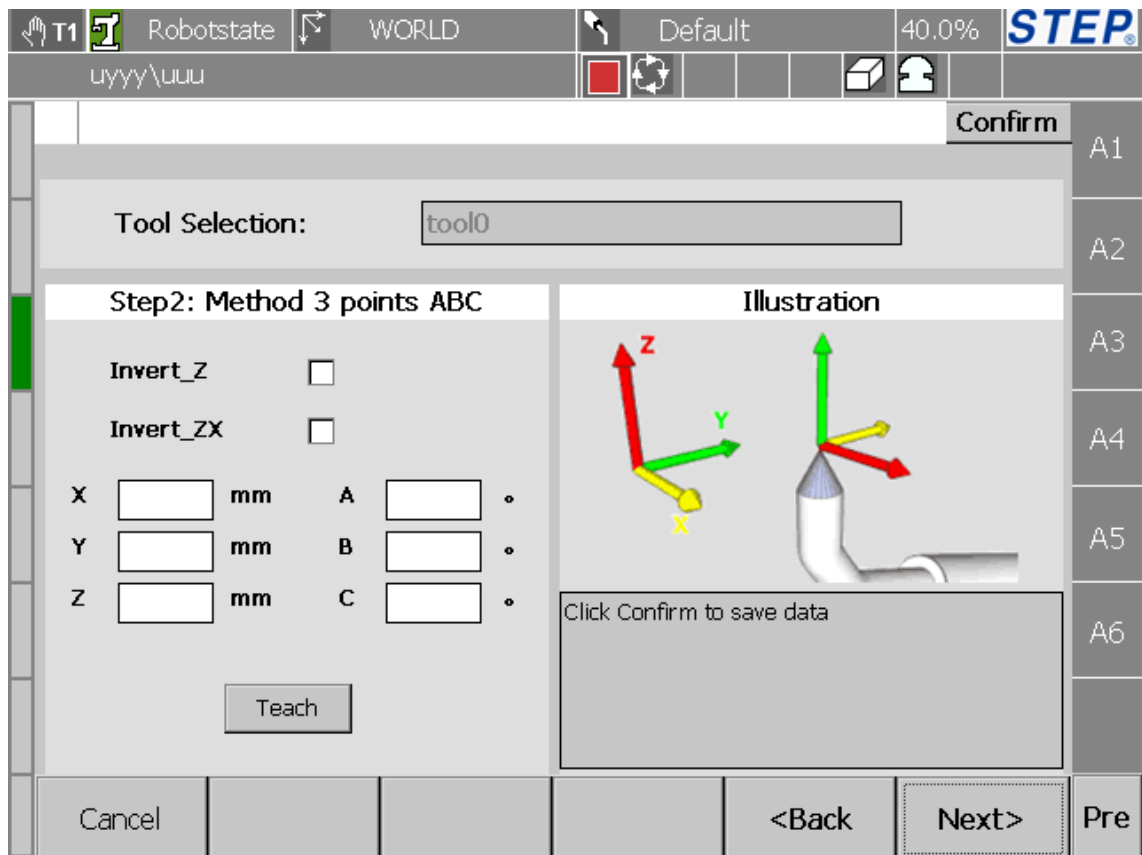 T1 Robotstate WORLD Default 40.0% STEP®
uyyy\uuu
Confirm
A1
Tool Selection: tool0
A2
Step2: Method 3 points ABC
Illustration
A3
Invert_Z
Z
Invert_ZX
Y
A4
X mm A °
X
Y mm B °
A5
Z mm C °
Click Confirm to save data
A6
Teach
Cancel <Back Next> Pre